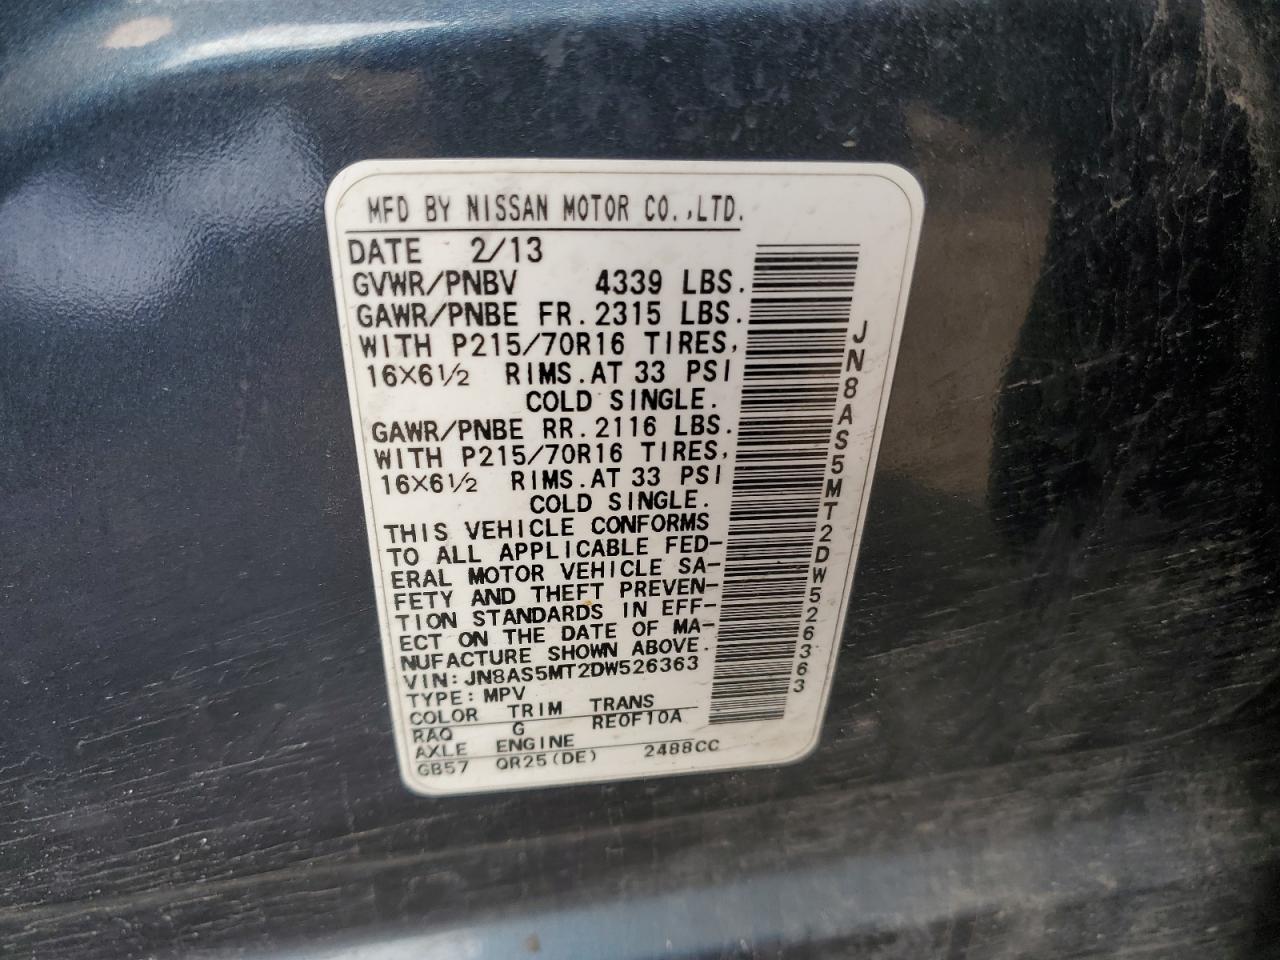 MFD BY NISSAN MOTOR CO.,LTD.
DATE 2/13
GVWR/PNBV 4339 LBS.
GAWR/PNBE FR.2315 LBS.
WITH P215/70R16 TIRES,
16X6½ RIMS.AT 33 PSI
COLD SINGLE.
GAWR/PNBE RR.2116 LBS.
WITH P215/70R16 TIRES,
16X6½ RIMS.AT 33 PSI
COLD SINGLE.
THIS VEHICLE CONFORMS
TO ALL APPLICABLE FED-
ERAL MOTOR VEHICLE SA-
FETY AND THEFT PREVEN-
TION STANDARDS IN EFF-
ECT ON THE DATE OF MA-
NUFACTURE SHOWN ABOVE.
VIN:JN8AS5MT2DW526363
TYPE:MPV
COLOR TRIM TRANS
RAQ G RE0F10A
AXLE ENGINE
GB57 QR25(DE) 2488CC
JN8AS5MT2DW526363